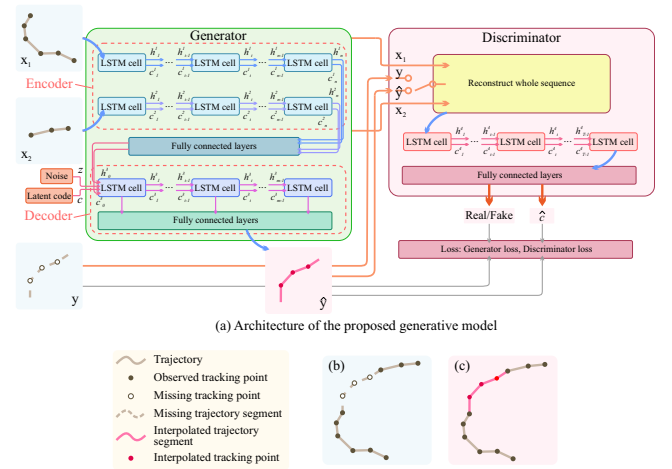 Generator
Discriminator
x1
LSTM cell
LSTM cell
LSTM cell
Encoder
LSTM cell
LSTM cell
LSTM cell
x2
Fully connected layers
Noise
z
Latent code
c
LSTM cell
LSTM cell
LSTM cell
Decoder
Fully connected layers
y
ŷ
x1
y
ŷ
x2
Reconstruct whole sequence
LSTM cell
LSTM cell
LSTM cell
Fully connected layers
Real/Fake
ĉ
Loss: Generator loss, Discriminator loss
(a) Architecture of the proposed generative model
Trajectory
Observed tracking point
Missing tracking point
Missing trajectory segment
Interpolated trajectory
segment
Interpolated tracking point
(b)
(c)